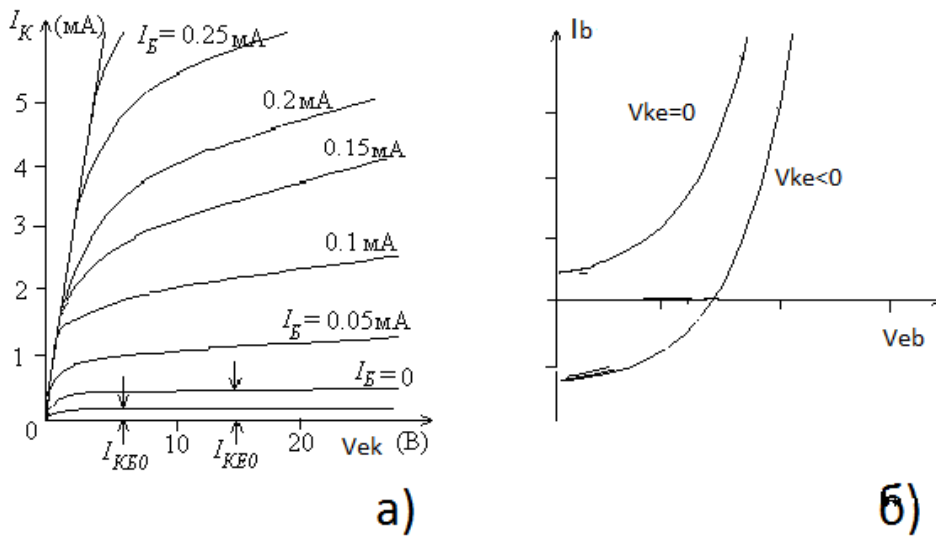 I_К (мА)
I_Б = 0.25 мА
0.2 мА
0.15 мА
0.1 мА
I_Б = 0.05 мА
I_Б = 0
5
4
3
2
1
0
10
20
Vek (В)
I_КБ0
I_КЕ0
а)
Ib
Vke=0
Vke<0
Veb
б)